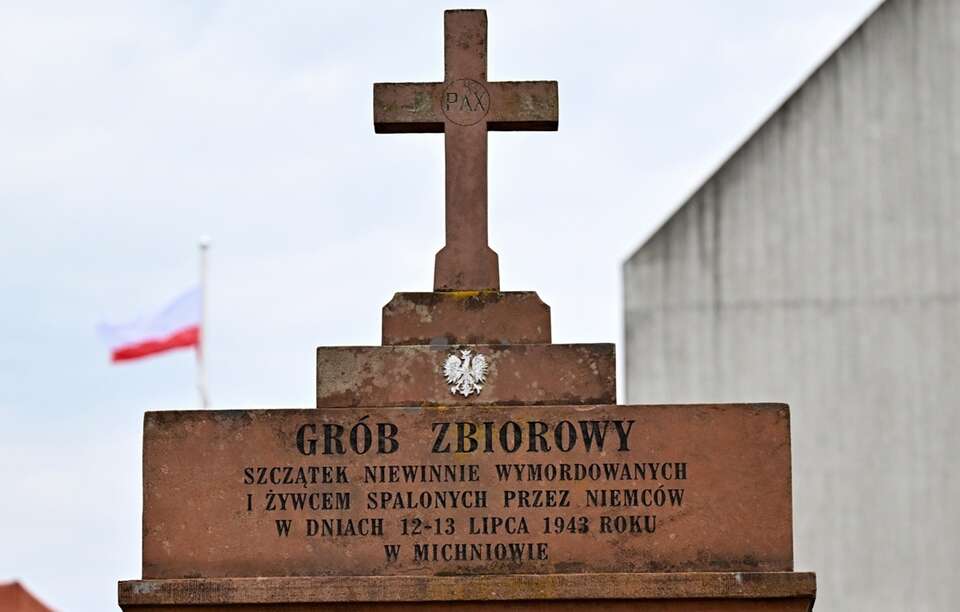 PAX
GRÓB ZBIOROWY
SZCZĄTEK NIEWINNIE WYMORDOWANYCH
I ŻYWCEM SPALONYCH PRZEZ NIEMCÓW
W DNIACH 12-13 LIPCA 1943 ROKU
W MICHNIOWIE